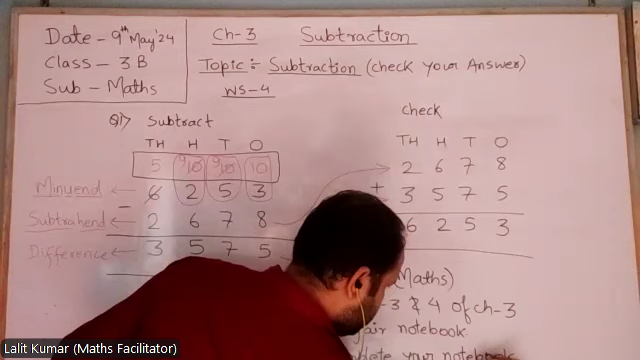 Date - 9th May'24
Class - 3 B
Sub - Maths
Ch-3 Subtraction
Topic :- Subtraction (check your Answer)
WS-4
Q1) Subtract
TH H T O
5 9/10 9/10 10
Minuend ← 6 2 5 3
Subtrahend ← - 2 6 7 8
Difference ← 3 5 7 5
Check
TH H T O
2 6 7 8
+ 3 5 7 5
6 2 5 3
(Maths)
-3 & 4 of ch-3
fair notebook.
your notebook
Lalit Kumar (Maths Facilitator)